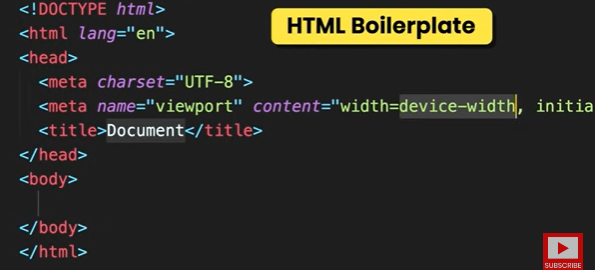 <!DOCTYPE html>
HTML Boilerplate
<html lang="en">
<head>
<meta charset="UTF-8">
<meta name="viewport" content="width=device-width, initia
<title>Document</title>
</head>
<body>
</body>
</html>
SUBSCRIBE